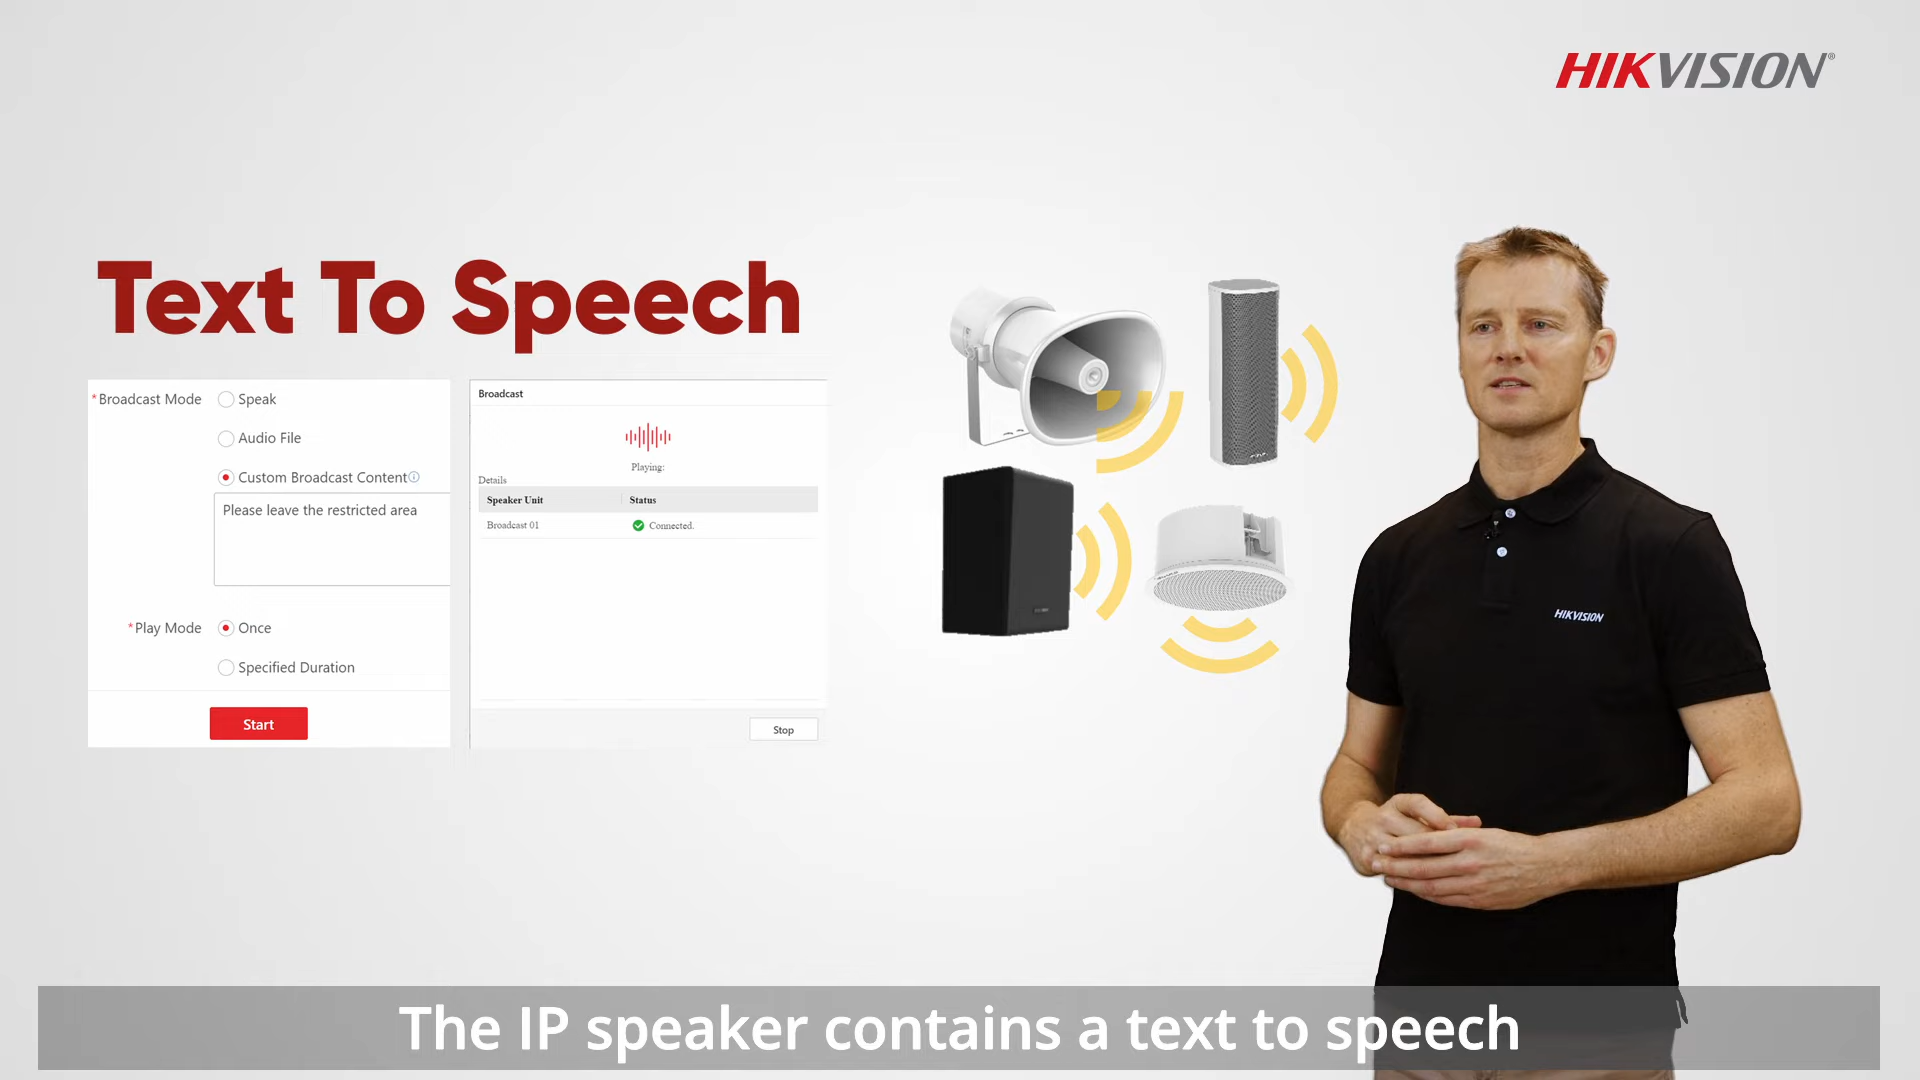 HIKVISION®
Text To Speech
*Broadcast Mode
Speak
Audio File
Custom Broadcast Content
Please leave the restricted area
*Play Mode
Once
Specified Duration
Start
Broadcast
Playing:
Details
Speaker Unit
Status
Broadcast 01
Connected.
Stop
HIKVISION
The IP speaker contains a text to speech